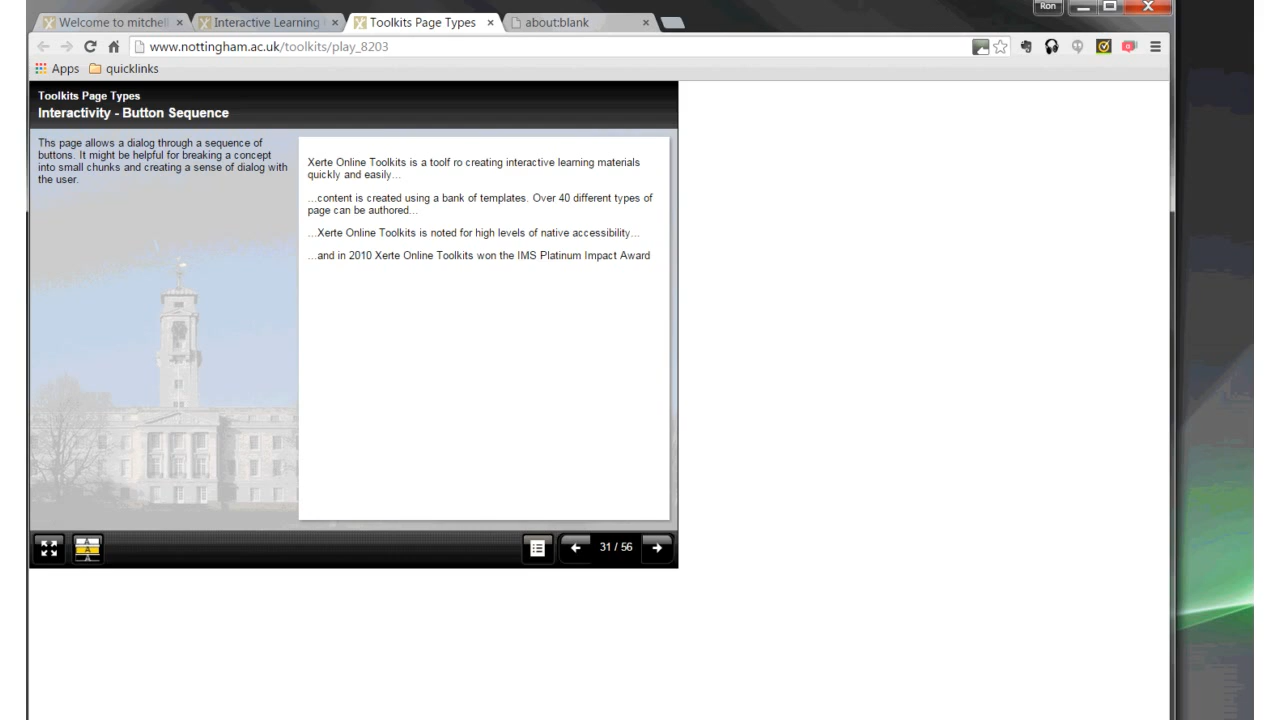 Ron
Welcome to mitchell
Interactive Learning
Toolkits Page Types
about:blank
www.nottingham.ac.uk/toolkits/play_8203
Apps
quicklinks
Toolkits Page Types
Interactivity - Button Sequence
Ths page allows a dialog through a sequence of
buttons. It might be helpful for breaking a concept
into small chunks and creating a sense of dialog with
the user.
Xerte Online Toolkits is a toolf ro creating interactive learning materials
quickly and easily...
...content is created using a bank of templates. Over 40 different types of
page can be authored...
...Xerte Online Toolkits is noted for high levels of native accessibility...
...and in 2010 Xerte Online Toolkits won the IMS Platinum Impact Award
A
A
A
31 / 56